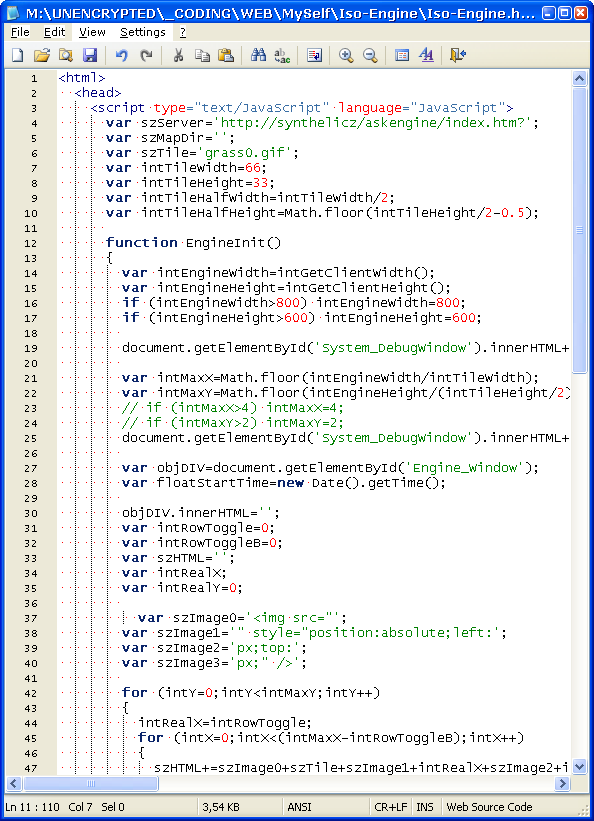 M:\UNENCRYPTED\_CODING\WEB\MySelf\Iso-Engine\Iso-Engine.h...
File Edit View Settings ?
1 <html>
2 <head>
3 <script type="text/JavaScript" language="JavaScript">
4 var szServer='http://synthelicz/askengine/index.htm?';
5 var szMapDir='';
6 var szTile='grass0.gif';
7 var intTileWidth=66;
8 var intTileHeight=33;
9 var intTileHalfWidth=intTileWidth/2;
10 var intTileHalfHeight=Math.floor(intTileHeight/2-0.5);
11
12 function EngineInit()
13 {
14 var intEngineWidth=intGetClientWidth();
15 var intEngineHeight=intGetClientHeight();
16 if (intEngineWidth>800) intEngineWidth=800;
17 if (intEngineHeight>600) intEngineHeight=600;
18
19 document.getElementById('System_DebugWindow').innerHTML+
20
21 var intMaxX=Math.floor(intEngineWidth/intTileWidth);
22 var intMaxY=Math.floor(intEngineHeight/(intTileHeight/2)
23 // if (intMaxX>4) intMaxX=4;
24 // if (intMaxY>2) intMaxY=2;
25 document.getElementById('System_DebugWindow').innerHTML+
26
27 var objDIV=document.getElementById('Engine_Window');
28 var floatStartTime=new Date().getTime();
29
30 objDIV.innerHTML='';
31 var intRowToggle=0;
32 var intRowToggleB=0;
33 var szHTML='';
34 var intRealX;
35 var intRealY=0;
36
37 var szImage0='<img src="';
38 var szImage1='" style="position:absolute;left:';
39 var szImage2='px;top:';
40 var szImage3='px;" />';
41
42 for (intY=0;intY<intMaxY;intY++)
43 {
44 intRealX=intRowToggle;
45 for (intX=0;intX<(intMaxX-intRowToggleB);intX++)
46 {
47 szHTML+=szImage0+szTile+szImage1+intRealX+szImage2+i
Ln 11 : 110 Col 7 Sel 0 3,54 KB ANSI CR+LF INS Web Source Code